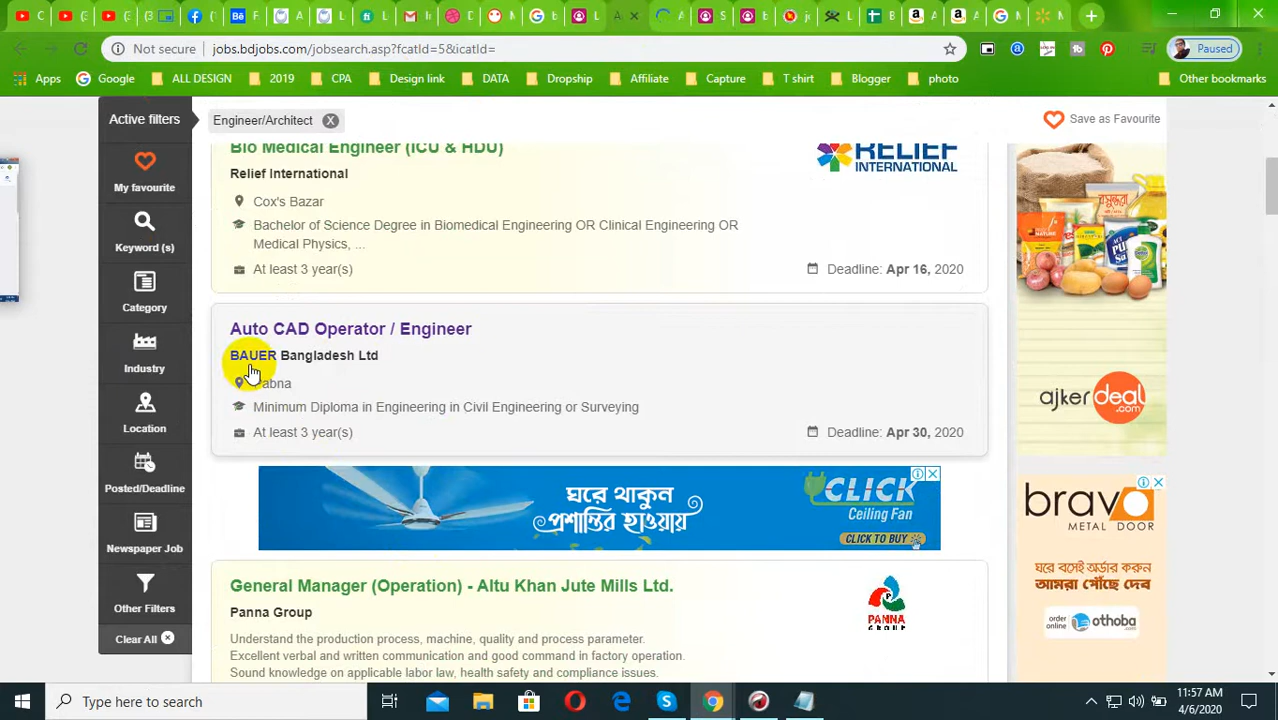 Not secure
jobs.bdjobs.com/jobsearch.asp?fcatId=5&icatId=
Paused
Apps
Google
ALL DESIGN
2019
CPA
Design link
DATA
Dropship
Affiliate
Capture
T shirt
Blogger
photo
Other bookmarks
Active filters
Engineer/Architect
Save as Favourite
My favourite
Keyword (s)
Category
Industry
Location
Posted/Deadline
Newspaper Job
Other Filters
Clear All
Bio Medical Engineer (ICU & HDU)
Relief International
RELIEF
INTERNATIONAL
Cox's Bazar
Bachelor of Science Degree in Biomedical Engineering OR Clinical Engineering OR
Medical Physics, ...
At least 3 year(s)
Deadline: Apr 16, 2020
Auto CAD Operator / Engineer
BAUER Bangladesh Ltd
Pabna
Minimum Diploma in Engineering in Civil Engineering or Surveying
At least 3 year(s)
Deadline: Apr 30, 2020
ঘরে থাকুন
প্রশান্তির হাওয়ায়
CLICK
Ceiling Fan
CLICK TO BUY
General Manager (Operation) - Altu Khan Jute Mills Ltd.
Panna Group
PANNA
GROUP
Understand the production process, machine, quality and process parameter.
Excellent verbal and written communication and good command in factory operation.
Sound knowledge on applicable labor law, health safety and compliance issues.
ajker deal
.com
bravo
METAL DOOR
ঘরে বসেই অর্ডার করুন
আমরা পৌঁছে দেব
order
online
othoba
.com
Type here to search
11:57 AM
4/6/2020